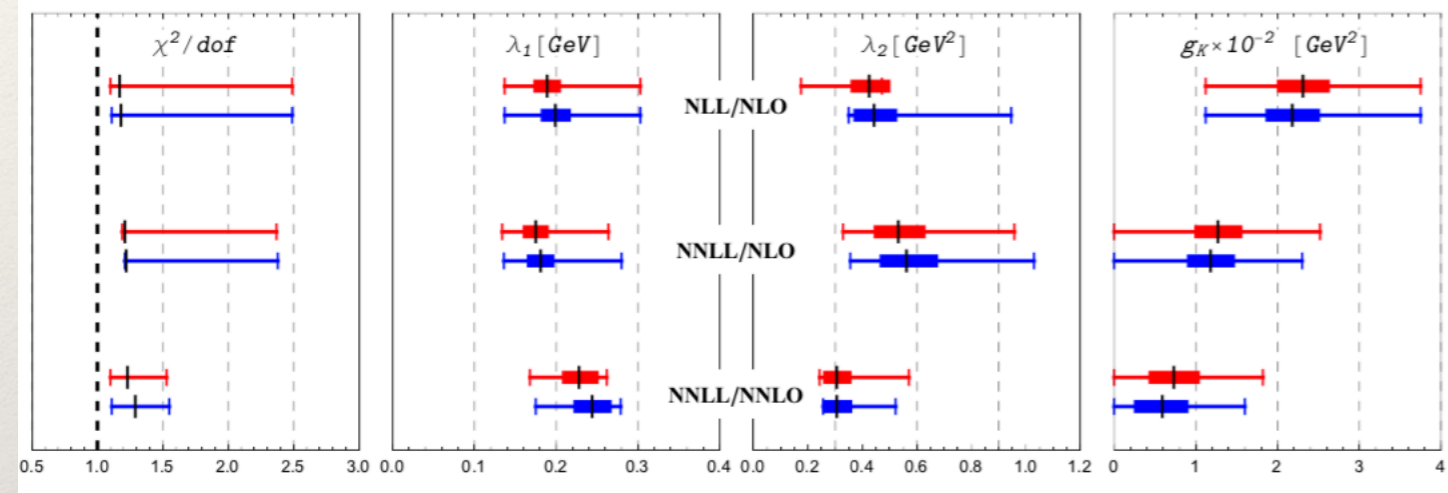 χ²/dof λ₁[GeV] λ₂[GeV²] g_K×10⁻² [GeV²]
NLL/NLO
NNLL/NLO
NNLL/NNLO
0.5 1.0 1.5 2.0 2.5 3.0 0.0 0.1 0.2 0.3 0.4 0.0 0.2 0.4 0.6 0.8 1.0 1.2 0 1 2 3 4